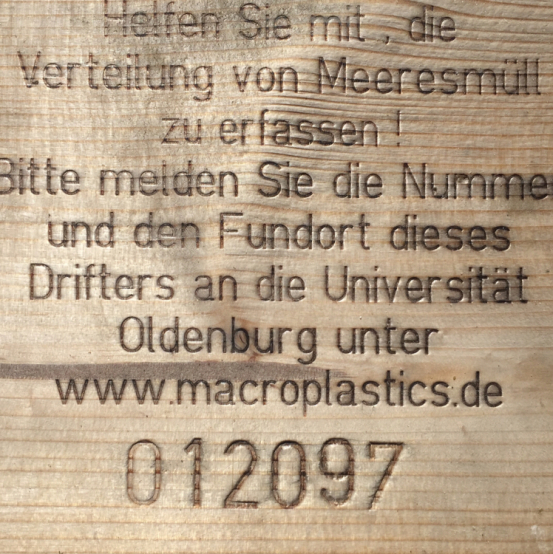 Helfen Sie mit, die
Verteilung von Meeresmüll
zu erfassen!
Bitte melden Sie die Nummer
und den Fundort dieses
Drifters an die Universität
Oldenburg unter
www.macroplastics.de
012097